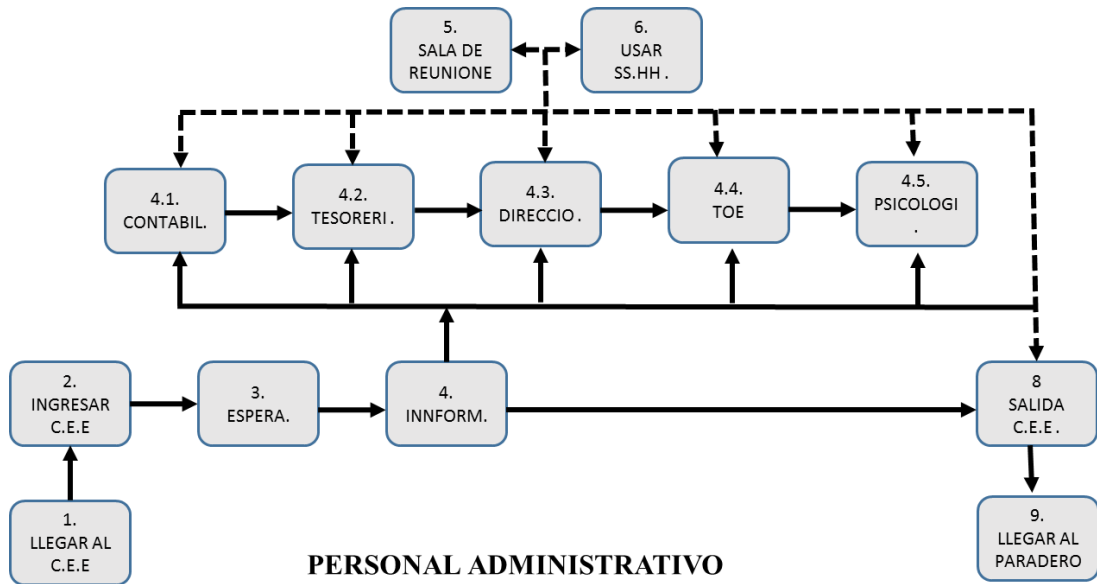 5.
SALA DE
REUNIONE
6.
USAR
SS.HH .
4.1.
CONTABIL.
4.2.
TESORERI .
4.3.
DIRECCIO .
4.4.
TOE
4.5.
PSICOLOGI
.
2.
INGRESAR
C.E.E
3.
ESPERA.
4.
INNFORM.
8
SALIDA
C.E.E .
1.
LLEGAR AL
C.E.E
9.
LLEGAR AL
PARADERO
PERSONAL ADMINISTRATIVO